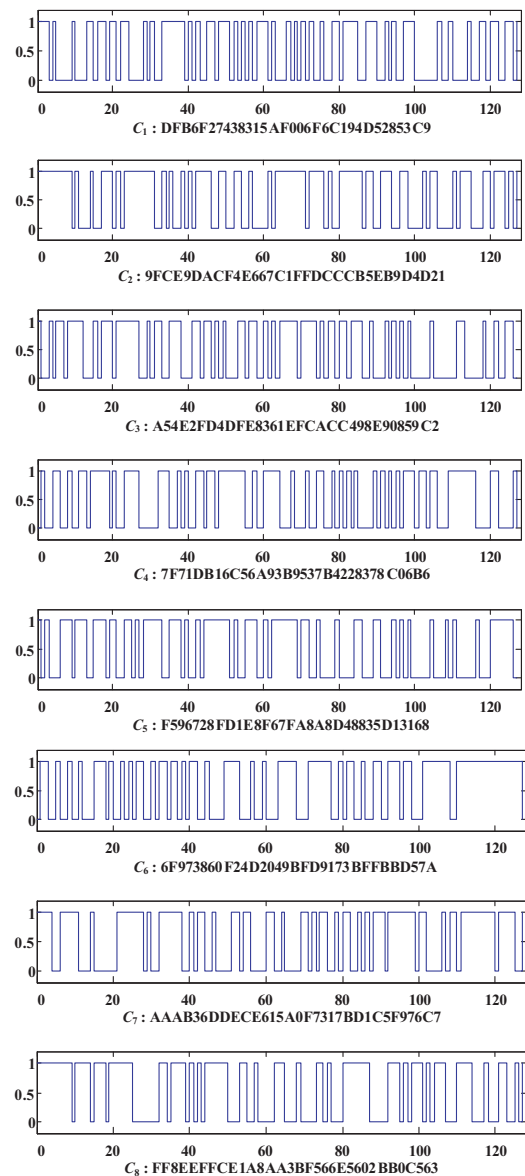 1
0.5
0
0 20 40 60 80 100 120
C1 : DFB6F27438315AF006F6C194D52853C9
1
0.5
0
0 20 40 60 80 100 120
C2 : 9FCE9DACF4E667C1FFDCCCB5EB9D4D21
1
0.5
0
0 20 40 60 80 100 120
C3 : A54E2FD4DFE8361EFCACC498E90859C2
1
0.5
0
0 20 40 60 80 100 120
C4 : 7F71DB16C56A93B9537B4228378C06B6
1
0.5
0
0 20 40 60 80 100 120
C5 : F596728FD1E8F67FA8A8D48835D13168
1
0.5
0
0 20 40 60 80 100 120
C6 : 6F973860F24D2049BFD9173BFFBBD57A
1
0.5
0
0 20 40 60 80 100 120
C7 : AAAB36DDECE615A0F7317BD1C5F976C7
1
0.5
0
0 20 40 60 80 100 120
C8 : FF8EEFFCE1A8AA3BF566E5602BB0C563